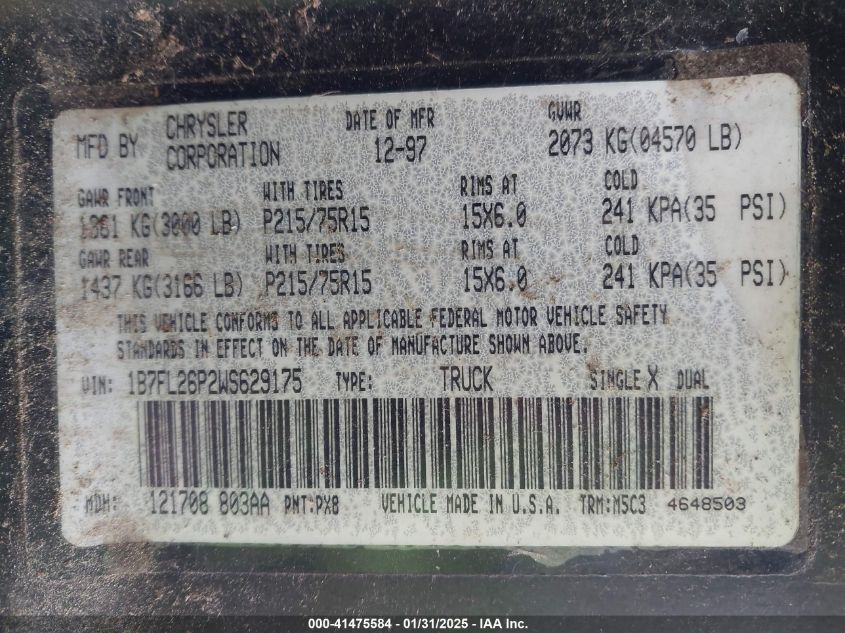 MFD BY CHRYSLER CORPORATION DATE OF MFR 12-97 GVWR 2073 KG(04570 LB)
GAWR FRONT WITH TIRES RIMS AT COLD
1361 KG(3000 LB) P215/75R15 15X6.0 241 KPA(35 PSI)
GAWR REAR WITH TIRES RIMS AT COLD
1437 KG(3166 LB) P215/75R15 15X6.0 241 KPA(35 PSI)
THIS VEHICLE CONFORMS TO ALL APPLICABLE FEDERAL MOTOR VEHICLE SAFETY
STANDARDS IN EFFECT ON THE DATE OF MANUFACTURE SHOWN ABOVE.
VIN: 1B7FL26P2WS629175 TYPE: TRUCK SINGLE X DUAL
MDH: 121708 803AA PNT:PX8 VEHICLE MADE IN U.S.A. TRM:M5C3 4648503
000-41475584 - 01/31/2025 - IAA Inc.